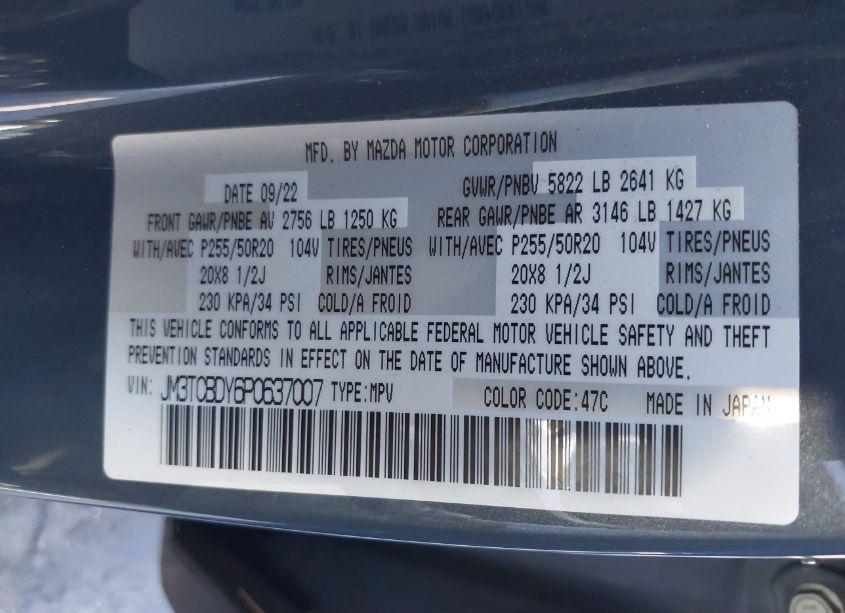 MFD. BY MAZDA MOTOR CORPORATION
DATE 09/22 GVWR/PNBV 5822 LB 2641 KG
FRONT GAWR/PNBE AV 2756 LB 1250 KG REAR GAWR/PNBE AR 3146 LB 1427 KG
WITH/AVEC P255/50R20 104V TIRES/PNEUS WITH/AVEC P255/50R20 104V TIRES/PNEUS
20X8 1/2J RIMS/JANTES 20X8 1/2J RIMS/JANTES
230 KPA/34 PSI COLD/A FROID 230 KPA/34 PSI COLD/A FROID
THIS VEHICLE CONFORMS TO ALL APPLICABLE FEDERAL MOTOR VEHICLE SAFETY AND THEFT
PREVENTION STANDARDS IN EFFECT ON THE DATE OF MANUFACTURE SHOWN ABOVE.
VIN: JM3TCBDY6P0637007 TYPE:MPV COLOR CODE:47C MADE IN JAPAN